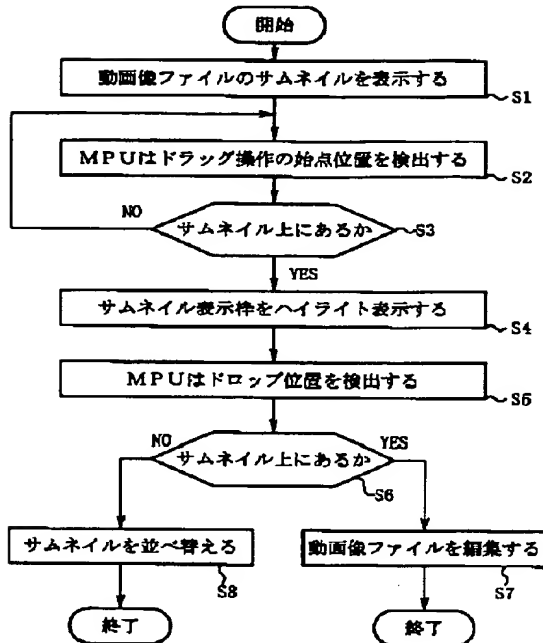 開始
動画像ファイルのサムネイルを表示する
S1
MPUはドラッグ操作の始点位置を検出する
S2
NO
サムネイル上にあるか
S3
YES
サムネイル表示枠をハイライト表示する
S4
MPUはドロップ位置を検出する
S5
NO
サムネイル上にあるか
YES
S6
サムネイルを並べ替える
S8
動画像ファイルを編集する
S7
終了
終了